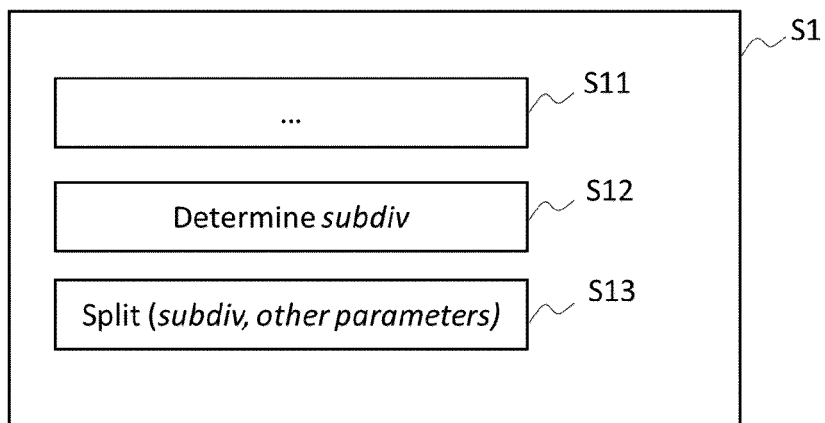 S1
S11
...
S12
Determine subdiv
S13
Split (subdiv, other parameters)